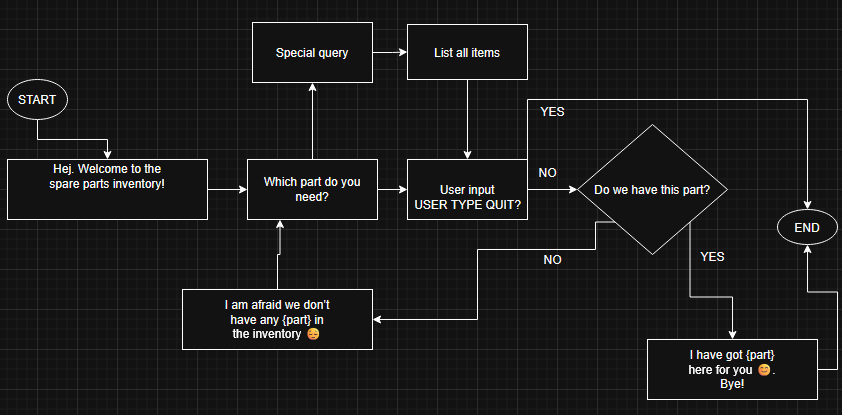 Special query
List all items
START
YES
Hej. Welcome to the
spare parts inventory!
Which part do you
need?
User input
USER TYPE QUIT?
NO
Do we have this part?
END
NO
YES
I am afraid we don't
have any {part} in
the inventory 😔
I have got {part}
here for you 😊.
Bye!